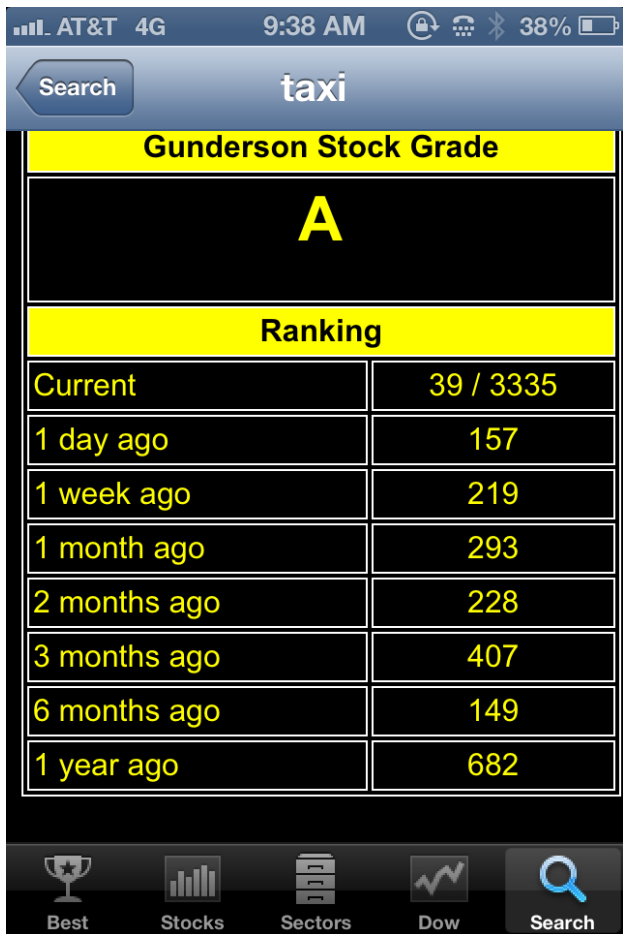 AT&T 4G 9:38 AM 38%
Search taxi
Gunderson Stock Grade
A
Ranking
Current 39 / 3335
1 day ago 157
1 week ago 219
1 month ago 293
2 months ago 228
3 months ago 407
6 months ago 149
1 year ago 682
Best Stocks Sectors Dow Search